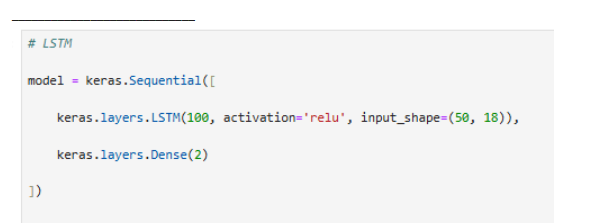 # LSTM
model = keras.Sequential([
keras.layers.LSTM(100, activation='relu', input_shape=(50, 18)),
keras.layers.Dense(2)
])